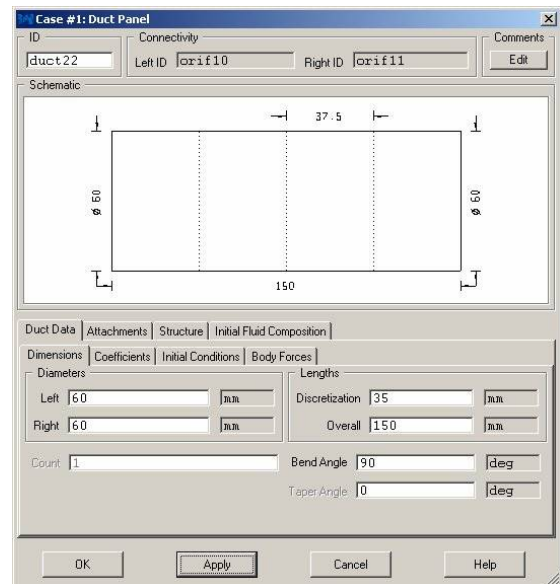 Case #1: Duct Panel
ID
Connectivity
Comments
duct22
Left ID orif10
Right ID orif11
Edit
Schematic
37.5
ø 60
ø 60
150
Duct Data Attachments Structure Initial Fluid Composition
Dimensions Coefficients Initial Conditions Body Forces
Diameters
Lengths
Left 60 mm
Discretization 35 mm
Right 60 mm
Overall 150 mm
Count 1
Bend Angle 90 deg
Taper Angle 0 deg
OK Apply Cancel Help